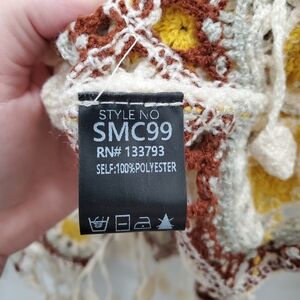 STYLE NO
SMC99
RN# 133793
SELF:100%POLYESTER